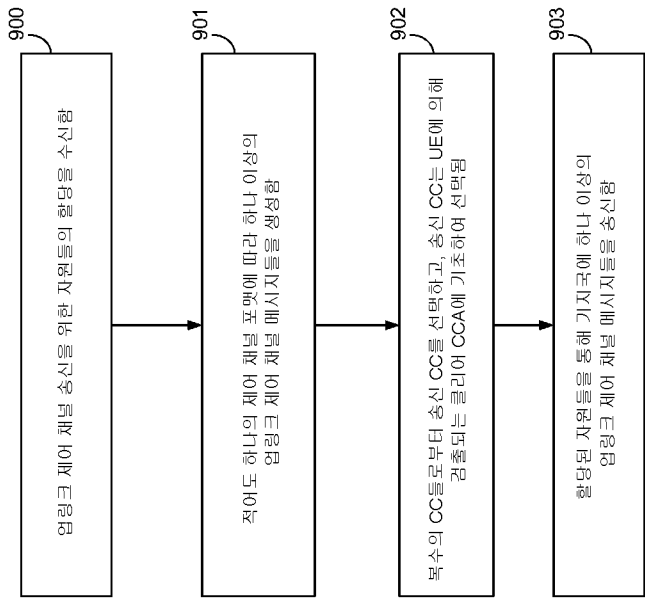 900
업링크 제어 채널 송신을 위한 자원들의 할당을 수신함
901
적어도 하나의 제어 채널 포맷에 따라 하나 이상의
업링크 제어 채널 메시지들을 생성함
902
복수의 CC들로부터 송신 CC를 선택하고, 송신 CC는 UE에 의해
검출되는 클리어 CCA에 기초하여 선택됨
903
할당된 자원들을 통해 기지국에 하나 이상의
업링크 제어 채널 메시지들을 송신함